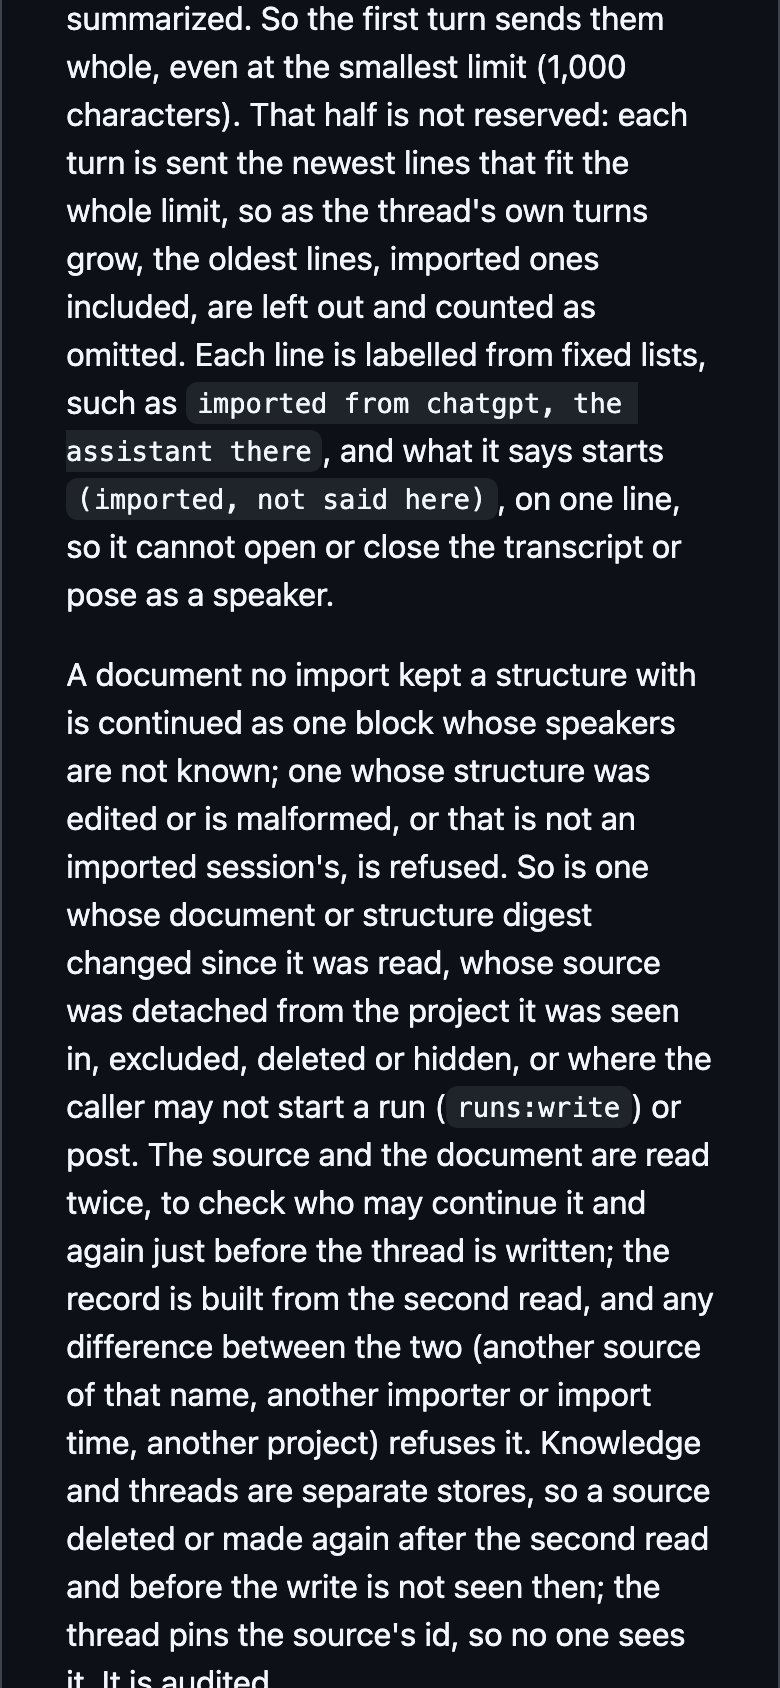 summarized. So the first turn sends them
whole, even at the smallest limit (1,000
characters). That half is not reserved: each
turn is sent the newest lines that fit the
whole limit, so as the thread's own turns
grow, the oldest lines, imported ones
included, are left out and counted as
omitted. Each line is labelled from fixed lists,
such as imported from chatgpt, the
assistant there, and what it says starts
(imported, not said here), on one line,
so it cannot open or close the transcript or
pose as a speaker.
A document no import kept a structure with
is continued as one block whose speakers
are not known; one whose structure was
edited or is malformed, or that is not an
imported session's, is refused. So is one
whose document or structure digest
changed since it was read, whose source
was detached from the project it was seen
in, excluded, deleted or hidden, or where the
caller may not start a run (runs:write) or
post. The source and the document are read
twice, to check who may continue it and
again just before the thread is written; the
record is built from the second read, and any
difference between the two (another source
of that name, another importer or import
time, another project) refuses it. Knowledge
and threads are separate stores, so a source
deleted or made again after the second read
and before the write is not seen then; the
thread pins the source's id, so no one sees
it. It is audited